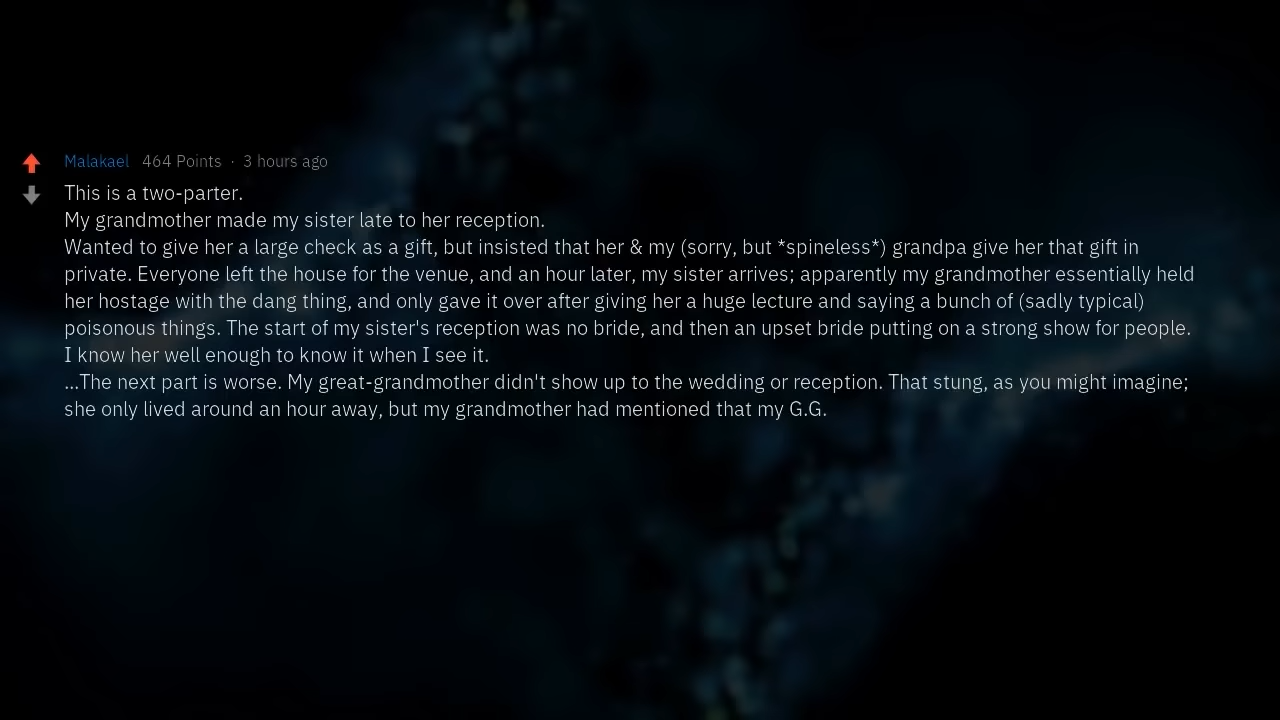 Malakael 464 Points · 3 hours ago
This is a two-parter.
My grandmother made my sister late to her reception.
Wanted to give her a large check as a gift, but insisted that her & my (sorry, but *spineless*) grandpa give her that gift in
private. Everyone left the house for the venue, and an hour later, my sister arrives; apparently my grandmother essentially held
her hostage with the dang thing, and only gave it over after giving her a huge lecture and saying a bunch of (sadly typical)
poisonous things. The start of my sister's reception was no bride, and then an upset bride putting on a strong show for people.
I know her well enough to know it when I see it.
...The next part is worse. My great-grandmother didn't show up to the wedding or reception. That stung, as you might imagine;
she only lived around an hour away, but my grandmother had mentioned that my G.G.